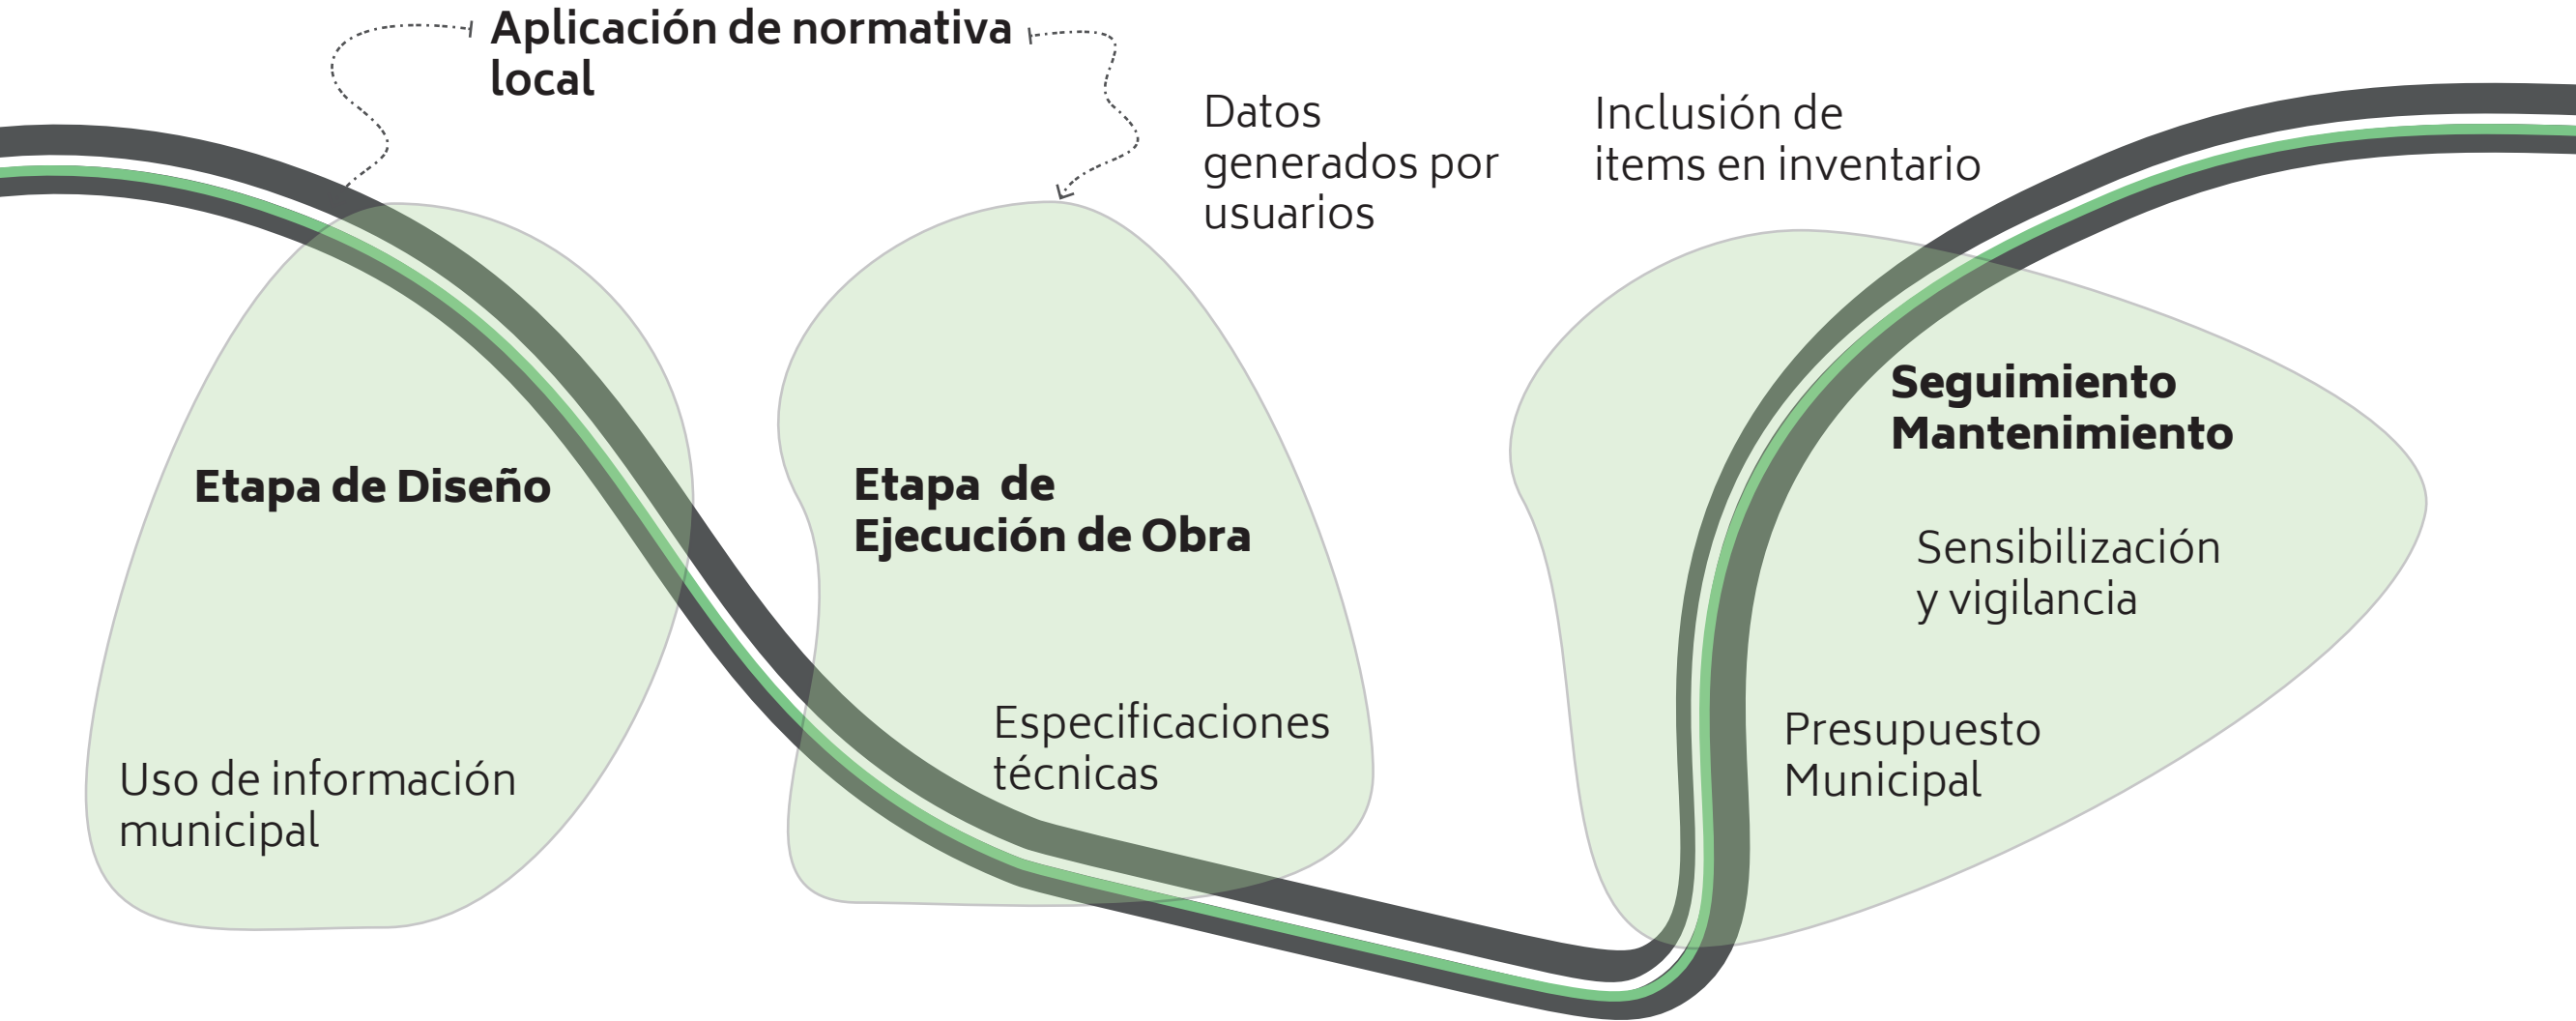 Aplicación de normativa
local
Datos
generados por
usuarios
Inclusión de
items en inventario
Etapa de Diseño
Uso de información
municipal
Etapa de
Ejecución de Obra
Especificaciones
técnicas
Seguimiento
Mantenimiento
Sensibilización
y vigilancia
Presupuesto
Municipal